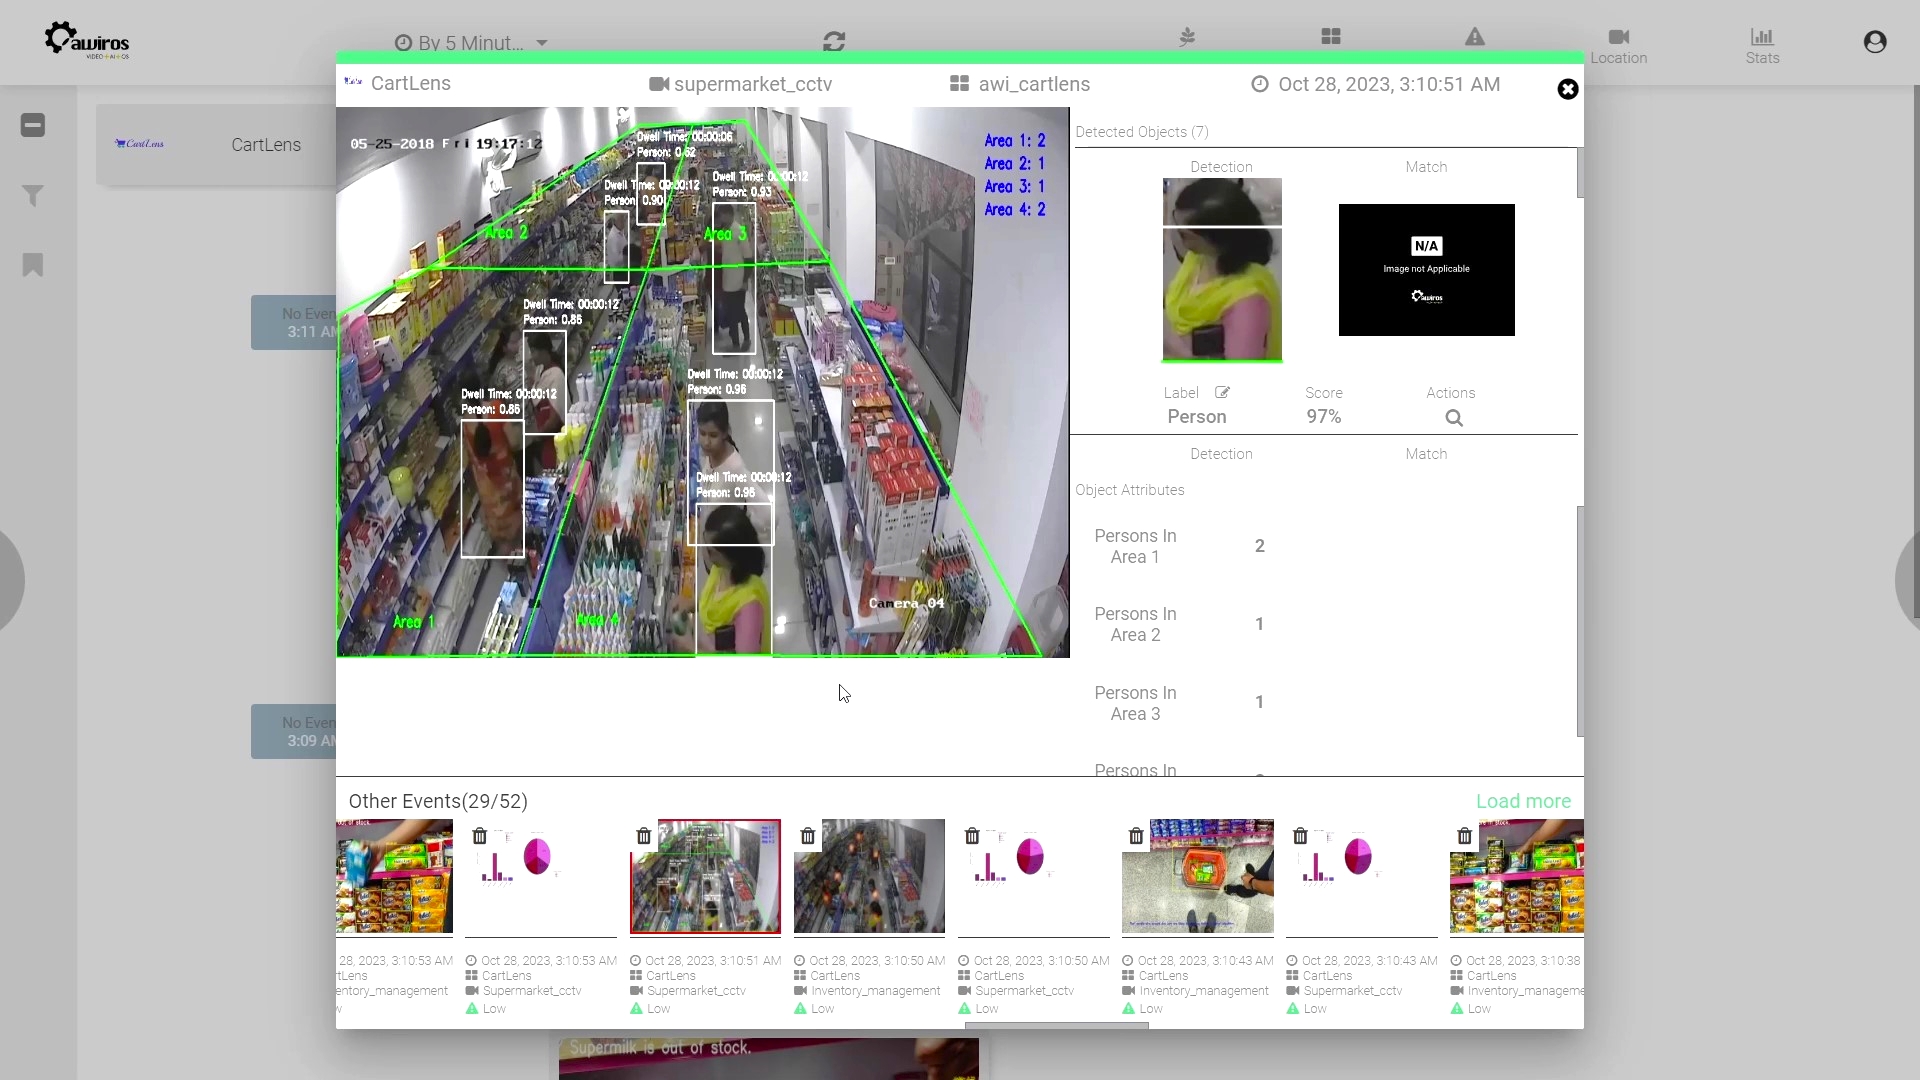 awiros
VIDEO+AI+OS
By 5 Minut...
Location
Stats
CartLens
supermarket_cctv
awi_cartlens
Oct 28, 2023, 3:10:51 AM
CartLens
CartLens
No Even
3:11 AM
No Even
3:09 AM
05-25-2018 Fri 19:17:12
Area 1: 2
Area 2: 1
Area 3: 1
Area 4: 2
Dwell Time: 00:00:06
Person: 0.62
Dwell Time: 00:00:12
Person: 0.90
Dwell Time: 00:00:12
Person: 0.93
Area 2
Area 3
Dwell Time: 00:00:12
Person: 0.86
Dwell Time: 00:00:12
Person: 0.86
Dwell Time: 00:00:12
Person: 0.96
Dwell Time: 00:00:12
Person: 0.96
Camera 04
Area 1
Area 4
Detected Objects (7)
Detection
Match
N/A
Image not Applicable
awiros
Label
Score
Actions
Person
97%
Detection
Match
Object Attributes
Persons In
Area 1
2
Persons In
Area 2
1
Persons In
Area 3
1
Persons In
Other Events(29/52)
Load more
out of stock.
28, 2023, 3:10:53 AM
rtLens
entory_management
w
Oct 28, 2023, 3:10:53 AM
CartLens
Supermarket_cctv
Low
Oct 28, 2023, 3:10:51 AM
CartLens
Supermarket_cctv
Low
Oct 28, 2023, 3:10:50 AM
CartLens
Inventory_management
Low
Oct 28, 2023, 3:10:50 AM
CartLens
Supermarket_cctv
Low
Oct 28, 2023, 3:10:43 AM
CartLens
Inventory_management
Low
Oct 28, 2023, 3:10:43 AM
CartLens
Supermarket_cctv
Low
Oct 28, 2023, 3:10:38
CartLens
Inventory_manageme
Low
Supermilk is out of stock.